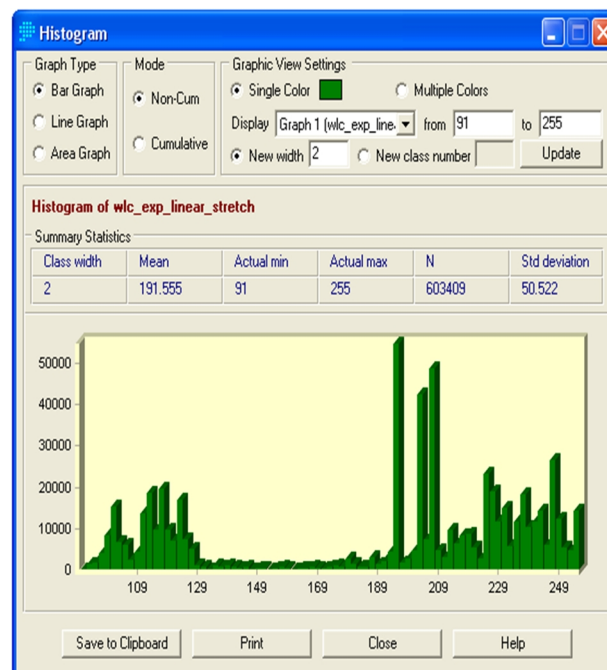 Histogram
Graph Type Mode Graphic View Settings
Bar Graph Non-Cum Single Color Multiple Colors
Line Graph Display Graph 1 (wlc_exp_line. from 91 to 255
Area Graph Cumulative New width 2 New class number Update
Histogram of wlc_exp_linear_stretch
Summary Statistics
Class width Mean Actual min Actual max N Std deviation
2 191.555 91 255 603409 50.522
50000
40000
30000
20000
10000
0
109 129 149 169 189 209 229 249
Save to Clipboard Print Close Help